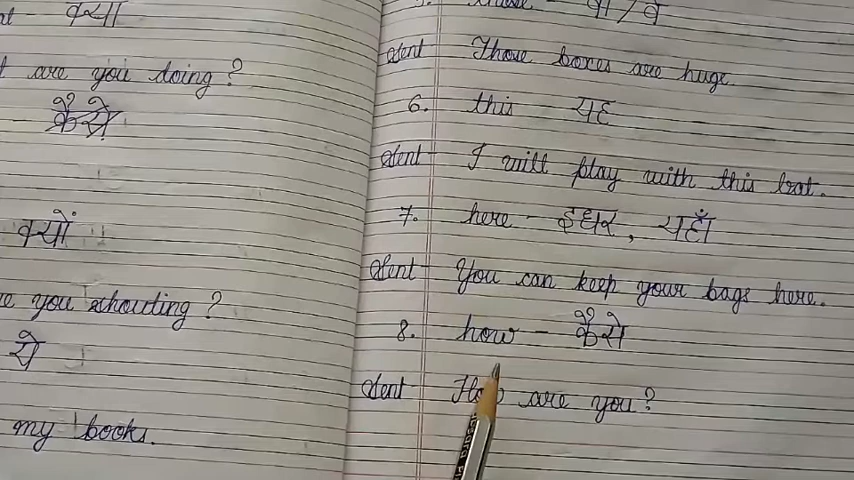 क्या
are you doing?
कैसे
क्यों
you shouting?
ये
my books.
वो/वे
Sent Those boxes are huge.
6. this - यह
Sent I will play with this bat.
7. here - इधर, यहाँ
Sent You can keep your bags here.
8. how - कैसे
Sent How are you?